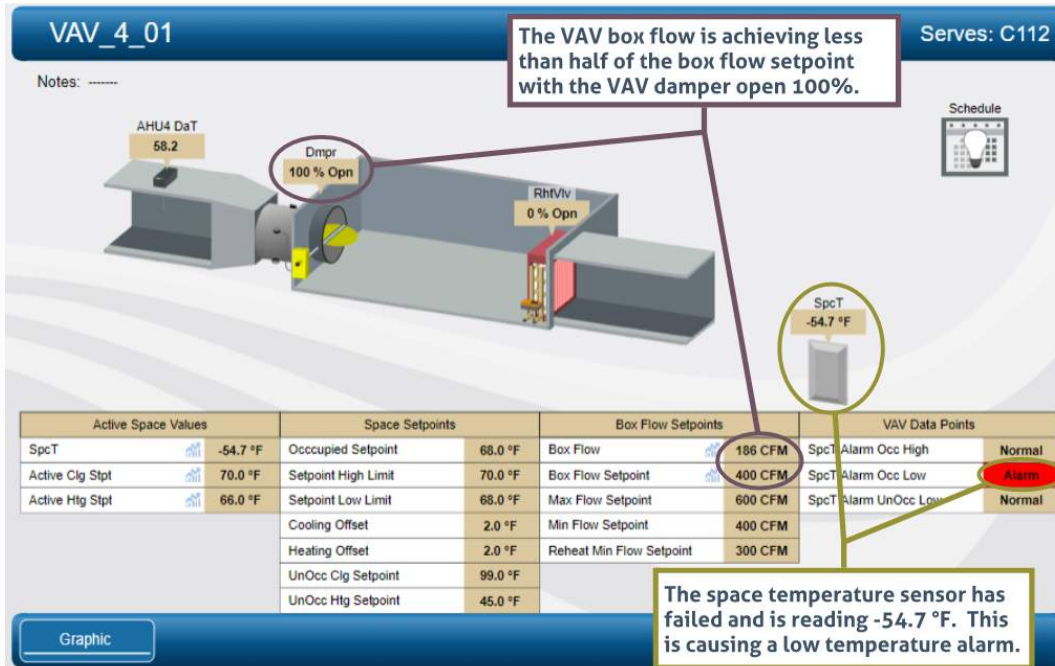 VAV_4_01
The VAV box flow is achieving less
than half of the box flow setpoint
with the VAV damper open 100%.
Serves: C112
Notes: -------
Schedule
AHU4 DaT
58.2
Dmpr
100 % Opn
RhtVlv
0 % Opn
SpcT
-54.7 °F
Active Space Values
SpcT -54.7 °F
Active Clg Stpt 70.0 °F
Active Htg Stpt 66.0 °F
Space Setpoints
Occcupied Setpoint 68.0 °F
Setpoint High Limit 70.0 °F
Setpoint Low Limit 68.0 °F
Cooling Offset 2.0 °F
Heating Offset 2.0 °F
UnOcc Clg Setpoint 99.0 °F
UnOcc Htg Setpoint 45.0 °F
Box Flow Setpoints
Box Flow 186 CFM
Box Flow Setpoint 400 CFM
Max Flow Setpoint 600 CFM
Min Flow Setpoint 400 CFM
Reheat Min Flow Setpoint 300 CFM
VAV Data Points
SpcT Alarm Occ High Normal
SpcT Alarm Occ Low Alarm
SpcT Alarm UnOcc Low Normal
The space temperature sensor has
failed and is reading -54.7 °F. This
is causing a low temperature alarm.
Graphic